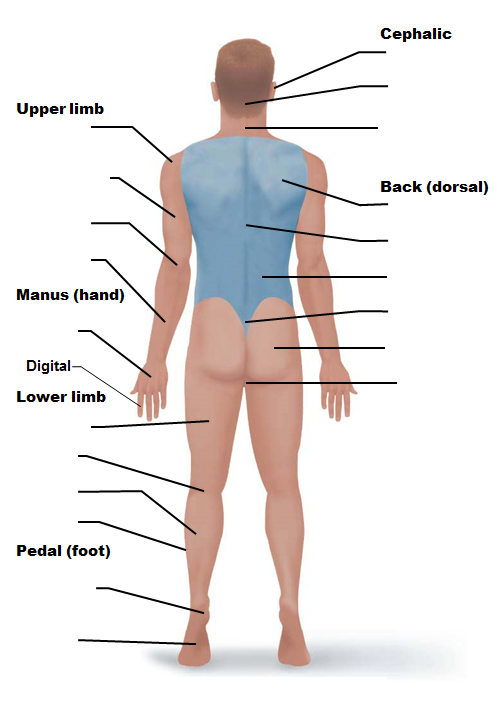 Cephalic
Upper limb
Back (dorsal)
Manus (hand)
Digital
Lower limb
Pedal (foot)